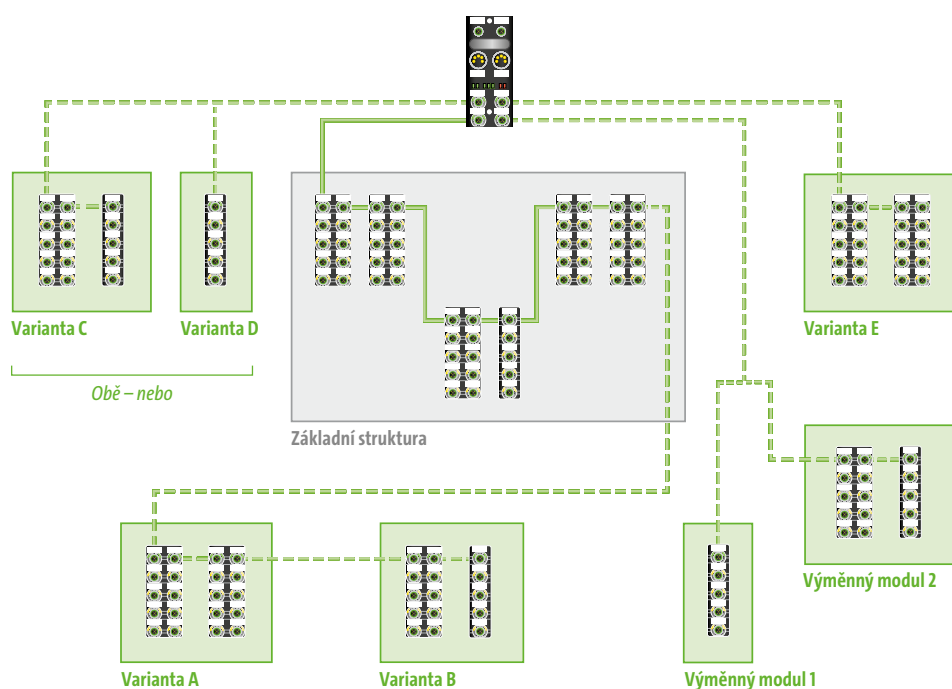 Varianta C
Varianta D
Varianta E
Obě – nebo
Základní struktura
Výměnný modul 2
Varianta A
Varianta B
Výměnný modul 1